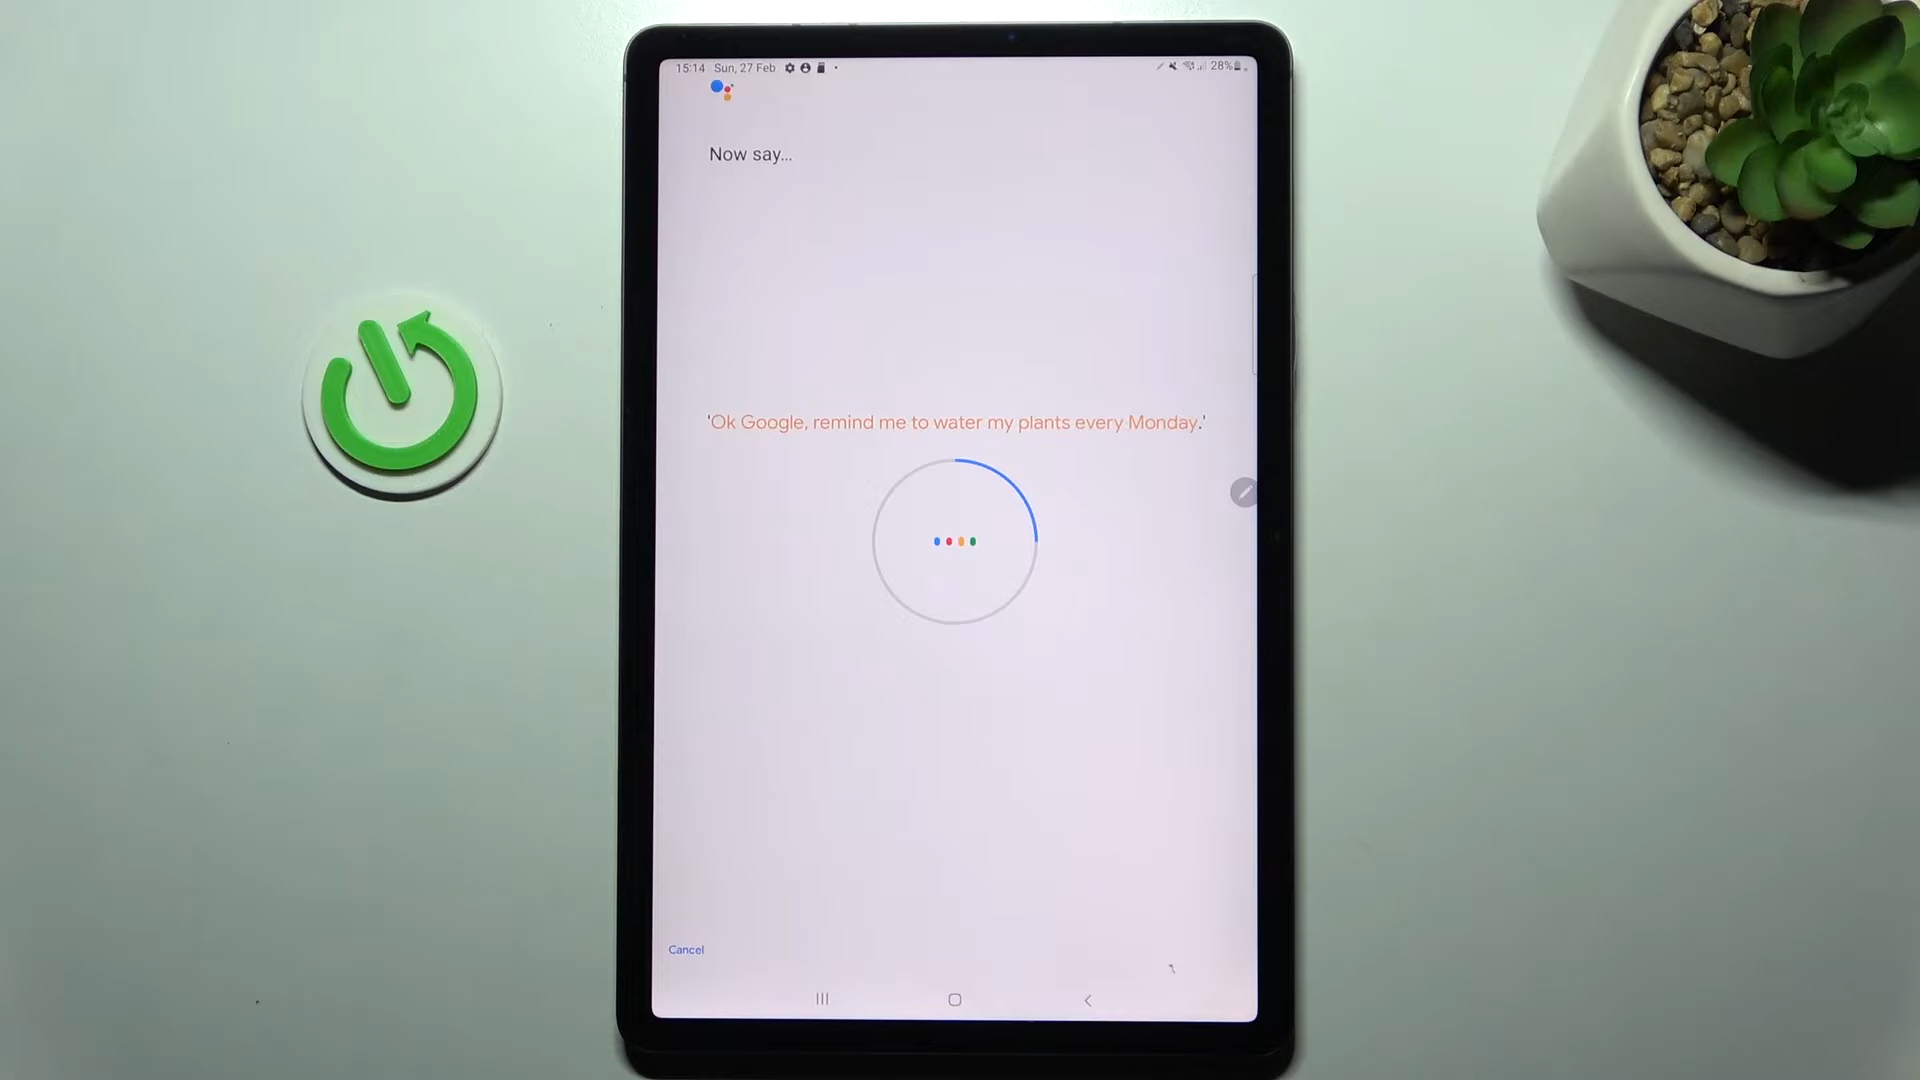 15:14 Sun, 27 Feb 28%
Now say...
'Ok Google, remind me to water my plants every Monday.'
Cancel